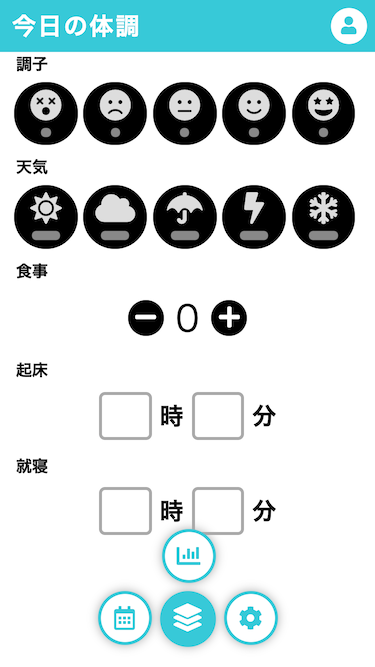 今日の体調
調子
天気
食事
0
起床
時 分
就寝
時 分